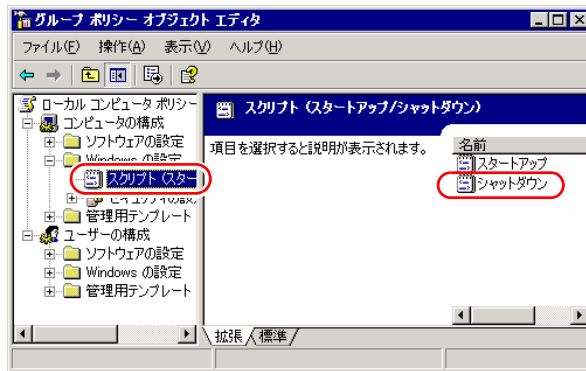 グループ ポリシー オブジェクト エディタ
ファイル(F) 操作(A) 表示(V) ヘルプ(H)
ローカル コンピュータ ポリシー
コンピュータの構成
ソフトウェアの設定
Windows の設定
スクリプト (スター
管理用テンプレート
ユーザーの構成
ソフトウェアの設定
Windows の設定
管理用テンプレート
スクリプト (スタートアップ/シャットダウン)
項目を選択すると説明が表示されます。
名前
スタートアップ
シャットダウン
拡張 標準